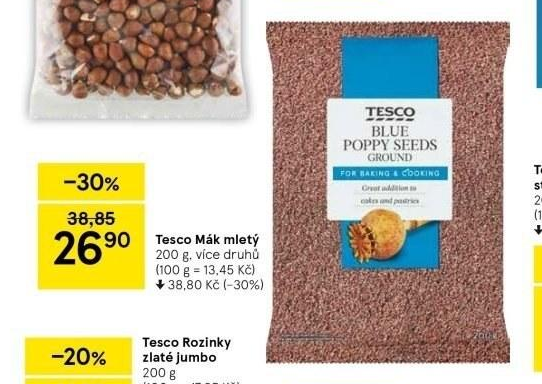 TESCO
BLUE
POPPY SEEDS
GROUND
FOR BAKING & COOKING
Great addition to
cakes and pastries
-30%
38,85
26 90
Tesco Mák mletý
200 g, více druhů
(100 g = 13,45 Kč)
38,80 Kč (-30%)
-20%
Tesco Rozinky
zlaté jumbo
200 g